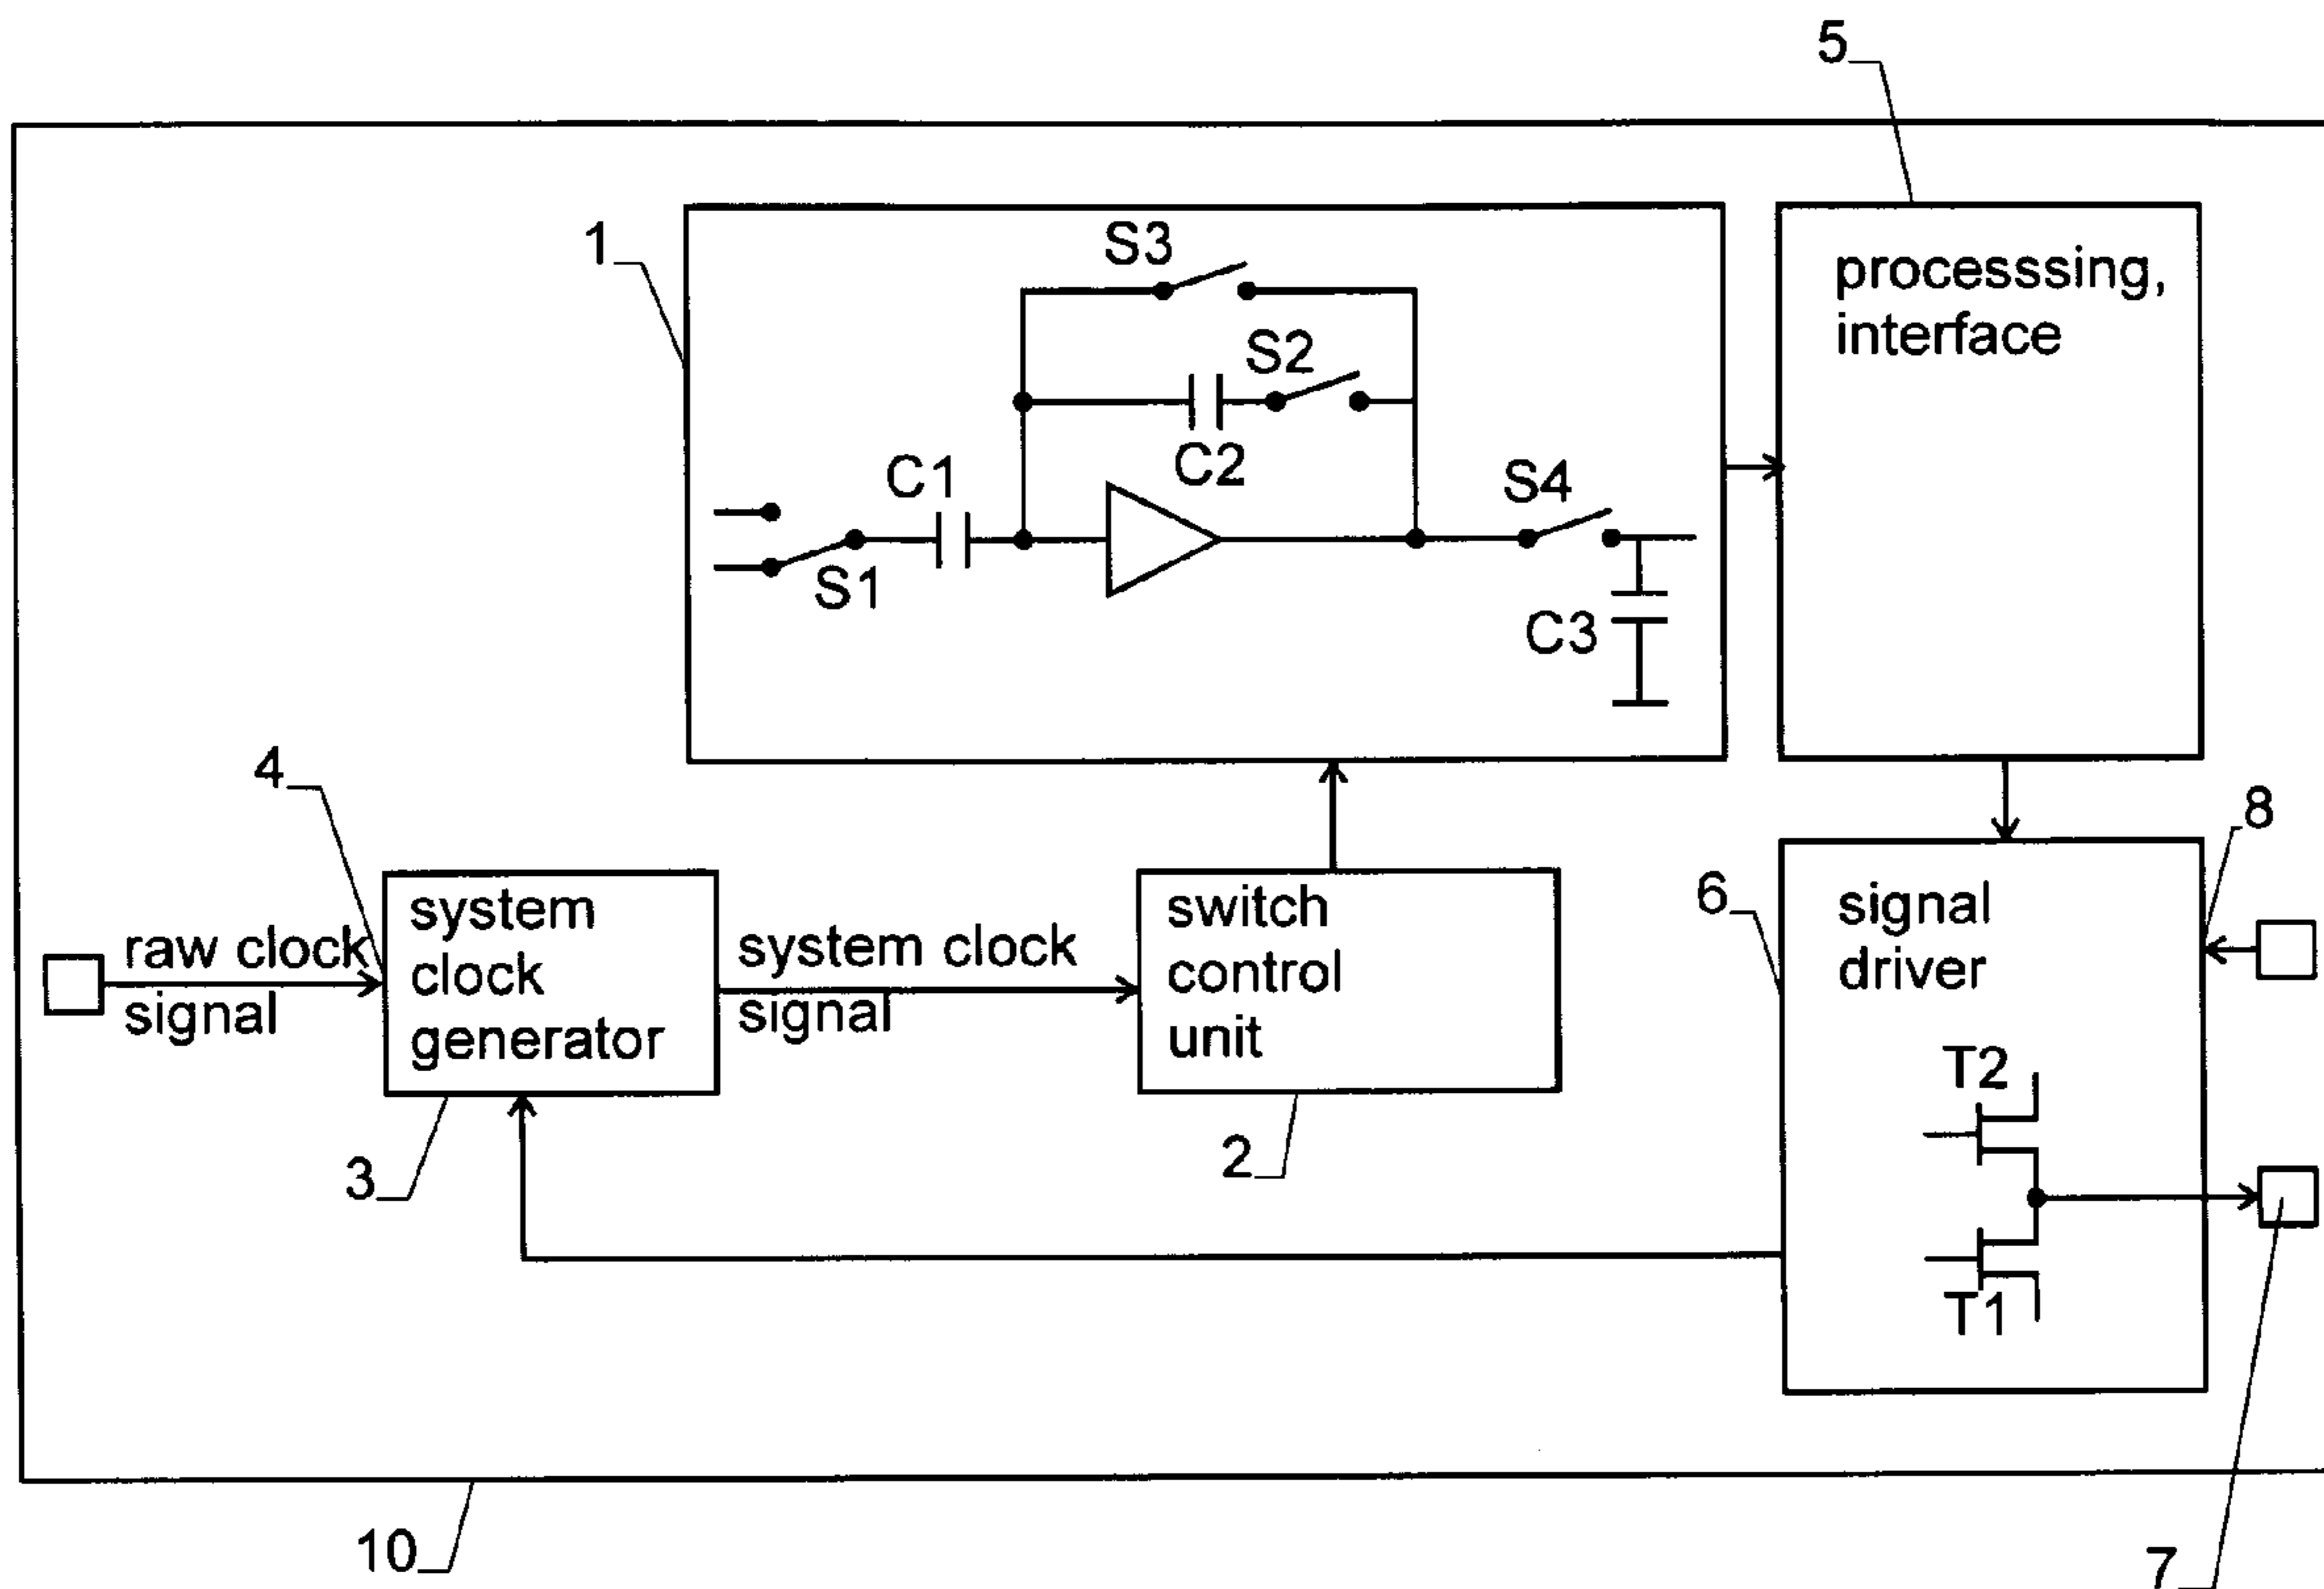 5
1
S3
processsing,
interface
S2
C2
C1
S4
S1
C3
4
8
system
clock
generator
switch
control
unit
6
signal
driver
raw clock
signal
system clock
signal
T2
3
2
T1
10
7